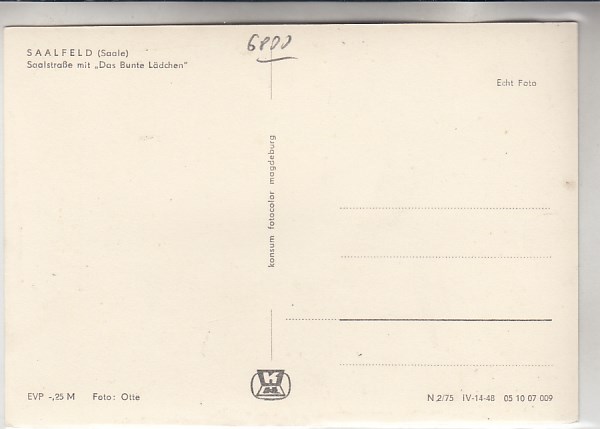 6800
SAALFELD (Saale)
Saalstraße mit „Das Bunte Lädchen"
Echt Foto
konsum fotocolor magdeburg
EVP -,25 M Foto: Otte
N 2/75 IV-14-48 05 10 07 009